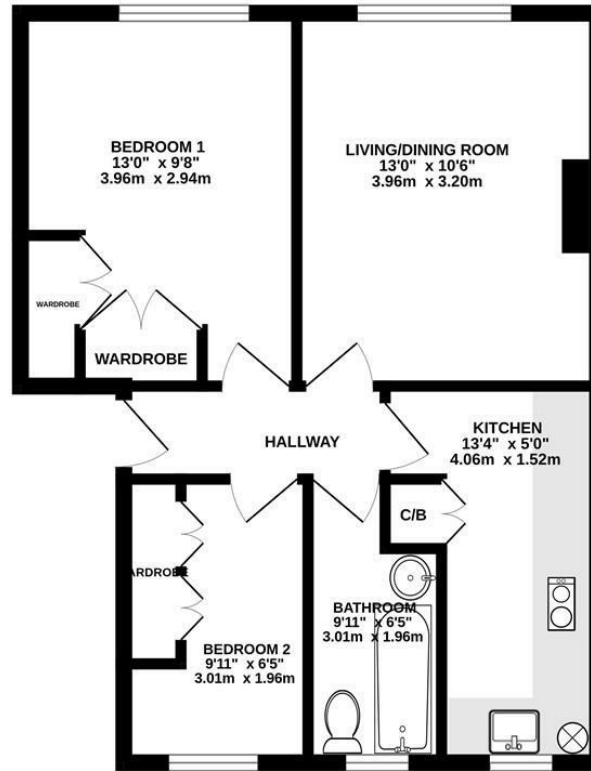 BEDROOM 1
13'0" x 9'8"
3.96m x 2.94m
LIVING/DINING ROOM
13'0" x 10'6"
3.96m x 3.20m
WARDROBE
WARDROBE
HALLWAY
KITCHEN
13'4" x 5'0"
4.06m x 1.52m
C/B
ARDROBE
BEDROOM 2
9'11" x 6'5"
3.01m x 1.96m
BATHROOM
9'11" x 6'5"
3.01m x 1.96m